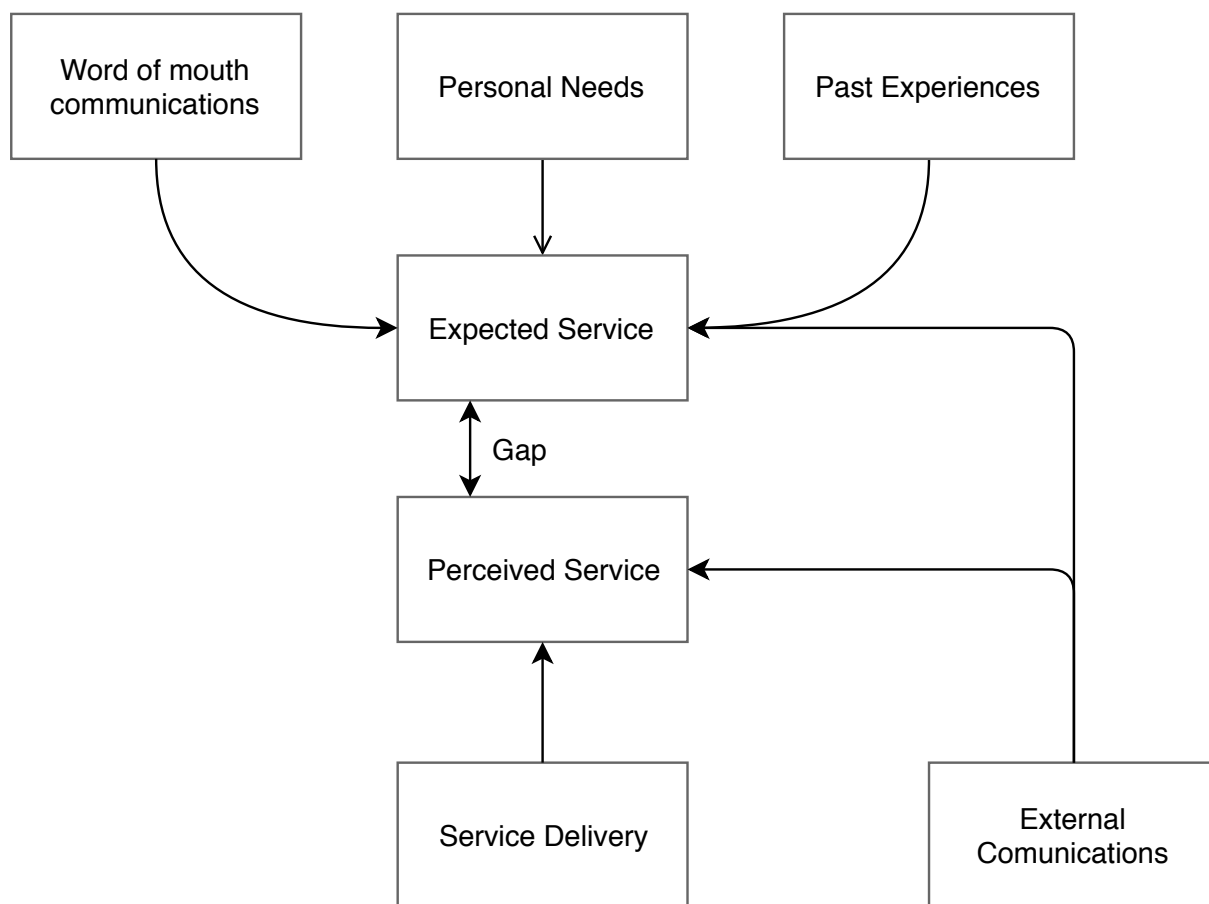 Word of mouth
communications
Personal Needs
Past Experiences
Expected Service
Gap
Perceived Service
Service Delivery
External
Comunications